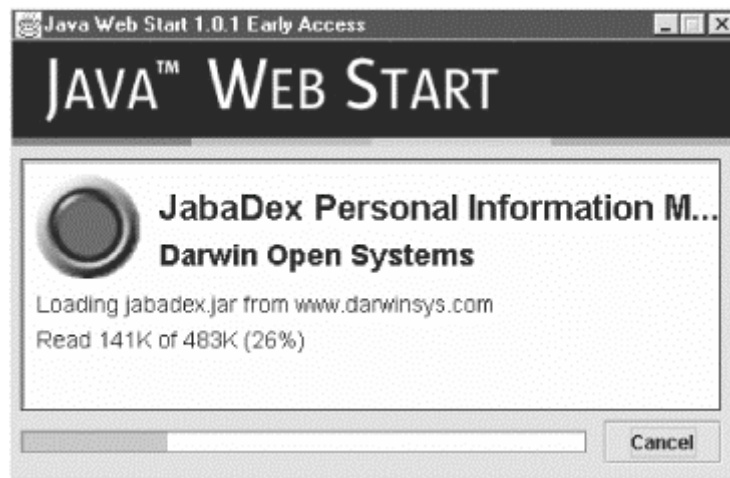 Java Web Start 1.0.1 Early Access
JAVA™ WEB START
JabaDex Personal Information M...
Darwin Open Systems
Loading jabadex.jar from www.darwinsys.com
Read 141K of 483K (26%)
Cancel